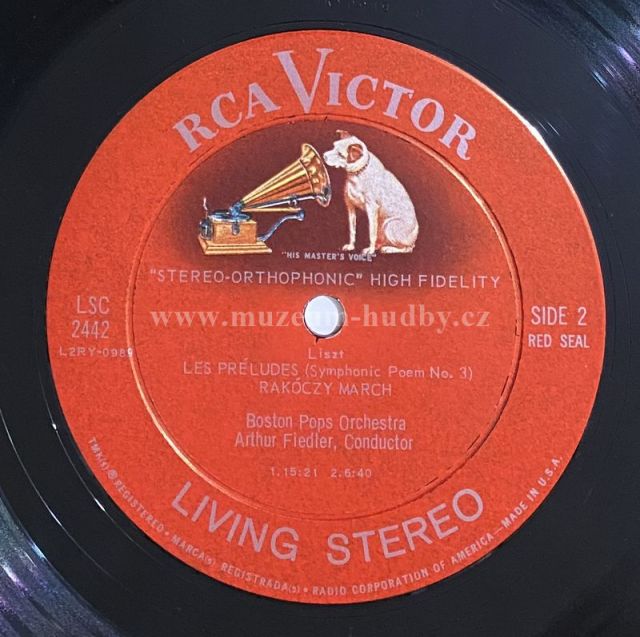 RCA VICTOR
"HIS MASTER'S VOICE"
"STEREO-ORTHOPHONIC" HIGH FIDELITY
LSC
2442
L2RY-0989
SIDE 2
RED SEAL
www.muzeum-hudby.cz
Liszt
LES PRÉLUDES (Symphonic Poem No. 3)
RAKÓCZY MARCH
Boston Pops Orchestra
Arthur Fiedler, Conductor
1. 15:21 2. 6:40
LIVING STEREO
TMK(s) ® REGISTERED • MARCA(s) REGISTRADA(s) • RADIO CORPORATION OF AMERICA—MADE IN U.S.A.